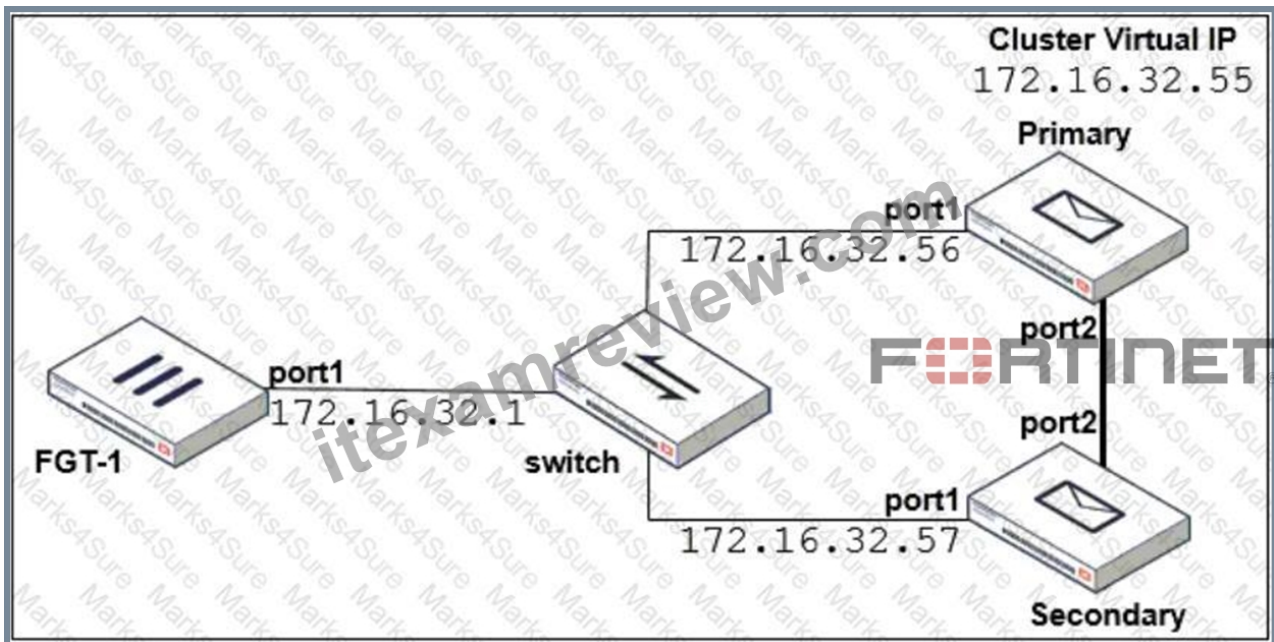 Cluster Virtual IP
172.16.32.55
Primary
port1
172.16.32.56
port2
FORTINET
port1
172.16.32.1
FGT-1
switch
port2
port1
172.16.32.57
Secondary
itexamreview.com
Marks4Sure